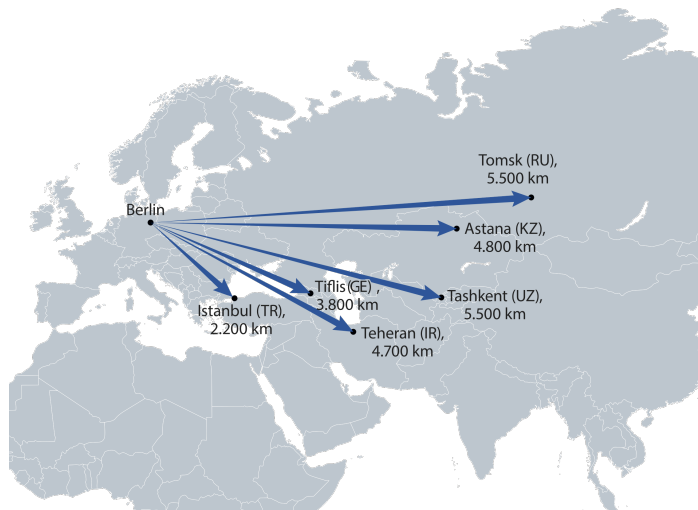 Tomsk (RU),
5.500 km
Berlin
Astana (KZ),
4.800 km
Tiflis (GE) ,
3.800 km
Tashkent (UZ),
5.500 km
Istanbul (TR),
2.200 km
Teheran (IR),
4.700 km